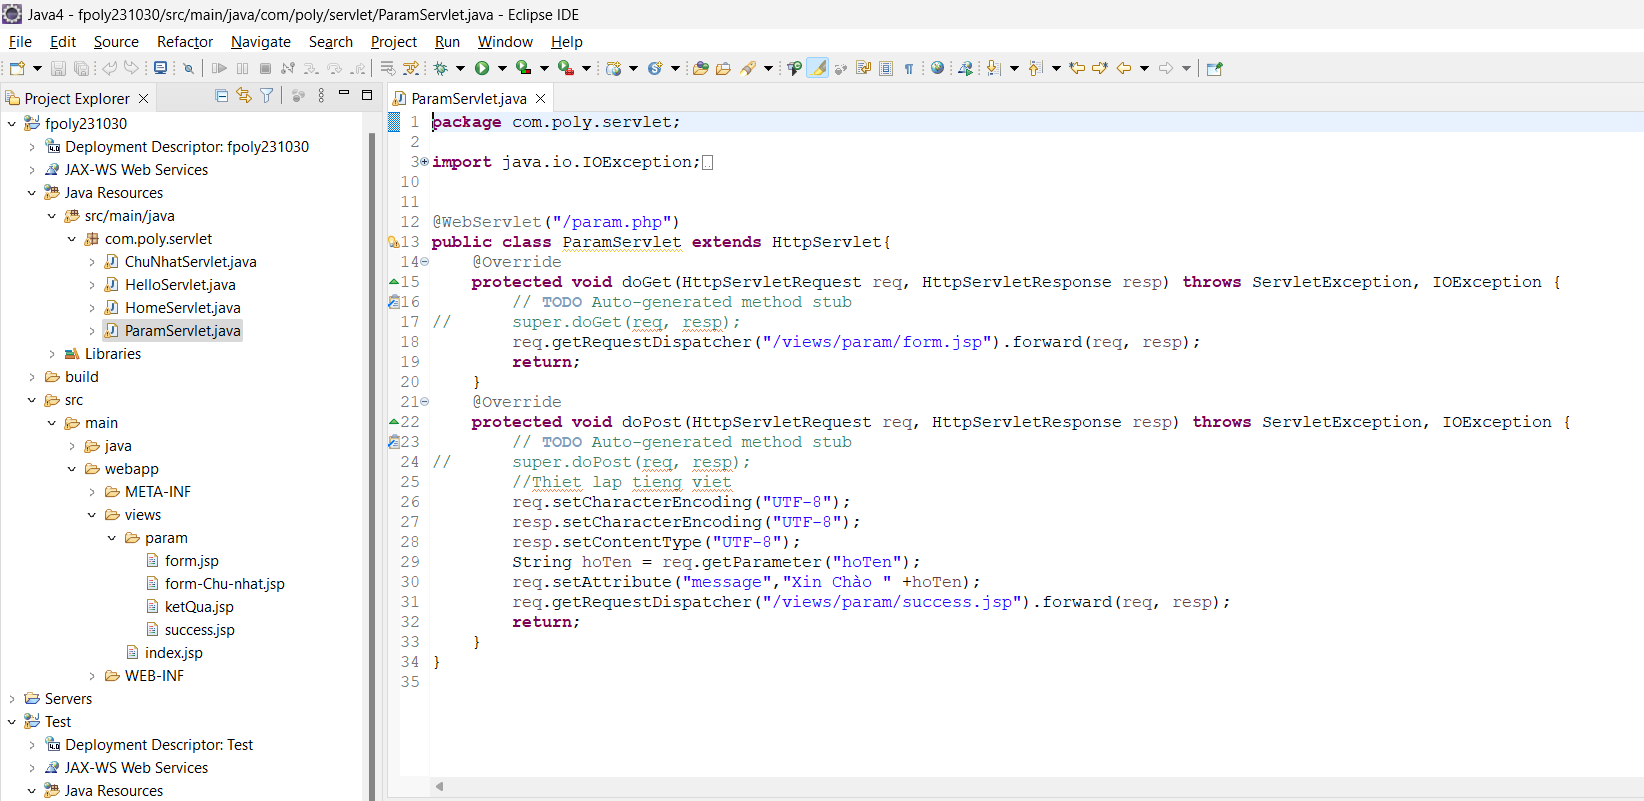 Java4 - fpoly231030/src/main/java/com/poly/servlet/ParamServlet.java - Eclipse IDE
File Edit Source Refactor Navigate Search Project Run Window Help
Project Explorer
fpoly231030
Deployment Descriptor: fpoly231030
JAX-WS Web Services
Java Resources
src/main/java
com.poly.servlet
ChuNhatServlet.java
HelloServlet.java
HomeServlet.java
ParamServlet.java
Libraries
build
src
main
java
webapp
META-INF
views
param
form.jsp
form-Chu-nhat.jsp
ketQua.jsp
success.jsp
index.jsp
WEB-INF
Servers
Test
Deployment Descriptor: Test
JAX-WS Web Services
Java Resources
ParamServlet.java
1 package com.poly.servlet;
2
3 import java.io.IOException;
10
11
12 @WebServlet("/param.php")
13 public class ParamServlet extends HttpServlet{
14 @Override
15 protected void doGet(HttpServletRequest req, HttpServletResponse resp) throws ServletException, IOException {
16 // TODO Auto-generated method stub
17 // super.doGet(req, resp);
18 req.getRequestDispatcher("/views/param/form.jsp").forward(req, resp);
19 return;
20 }
21 @Override
22 protected void doPost(HttpServletRequest req, HttpServletResponse resp) throws ServletException, IOException {
23 // TODO Auto-generated method stub
24 // super.doPost(req, resp);
25 //Thiet lap tieng viet
26 req.setCharacterEncoding("UTF-8");
27 resp.setCharacterEncoding("UTF-8");
28 resp.setContentType("UTF-8");
29 String hoTen = req.getParameter("hoTen");
30 req.setAttribute("message","Xin Chào " +hoTen);
31 req.getRequestDispatcher("/views/param/success.jsp").forward(req, resp);
32 return;
33 }
34 }
35